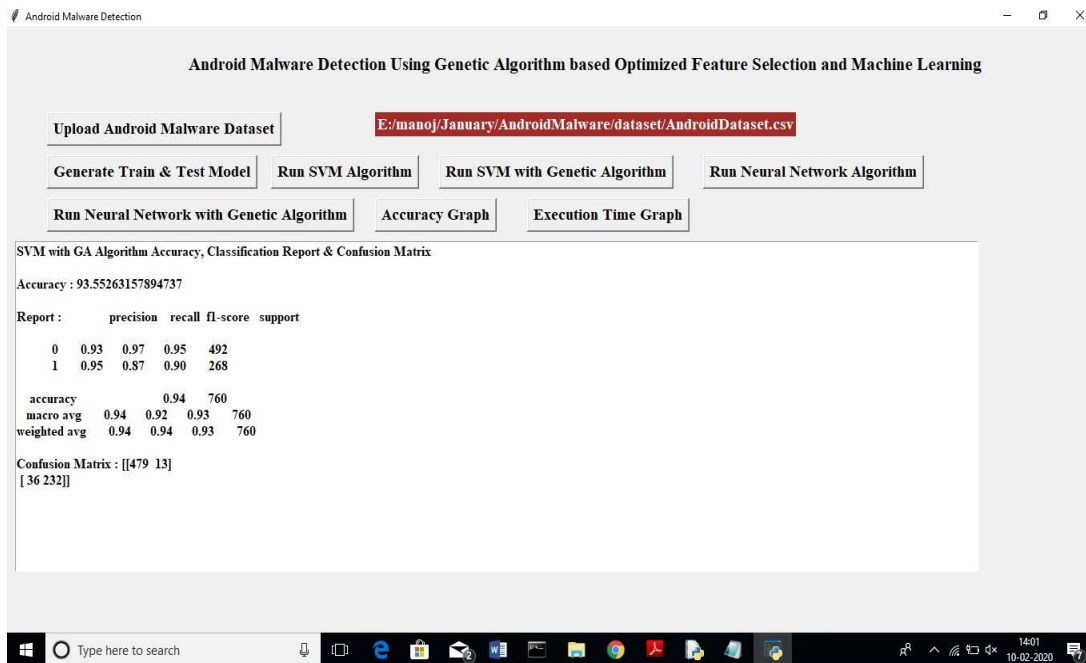 Android Malware Detection
Android Malware Detection Using Genetic Algorithm based Optimized Feature Selection and Machine Learning
Upload Android Malware Dataset
E:/manoj/January/AndroidMalware/dataset/AndroidDataset.csv
Generate Train & Test Model
Run SVM Algorithm
Run SVM with Genetic Algorithm
Run Neural Network Algorithm
Run Neural Network with Genetic Algorithm
Accuracy Graph
Execution Time Graph
SVM with GA Algorithm Accuracy, Classification Report & Confusion Matrix
Accuracy : 93.55263157894737
Report : precision recall f1-score support
0 0.93 0.97 0.95 492
1 0.95 0.87 0.90 268
accuracy 0.94 760
macro avg 0.94 0.92 0.93 760
weighted avg 0.94 0.94 0.93 760
Confusion Matrix : [[479 13]
[ 36 232]]
Type here to search
14:01
10-02-2020